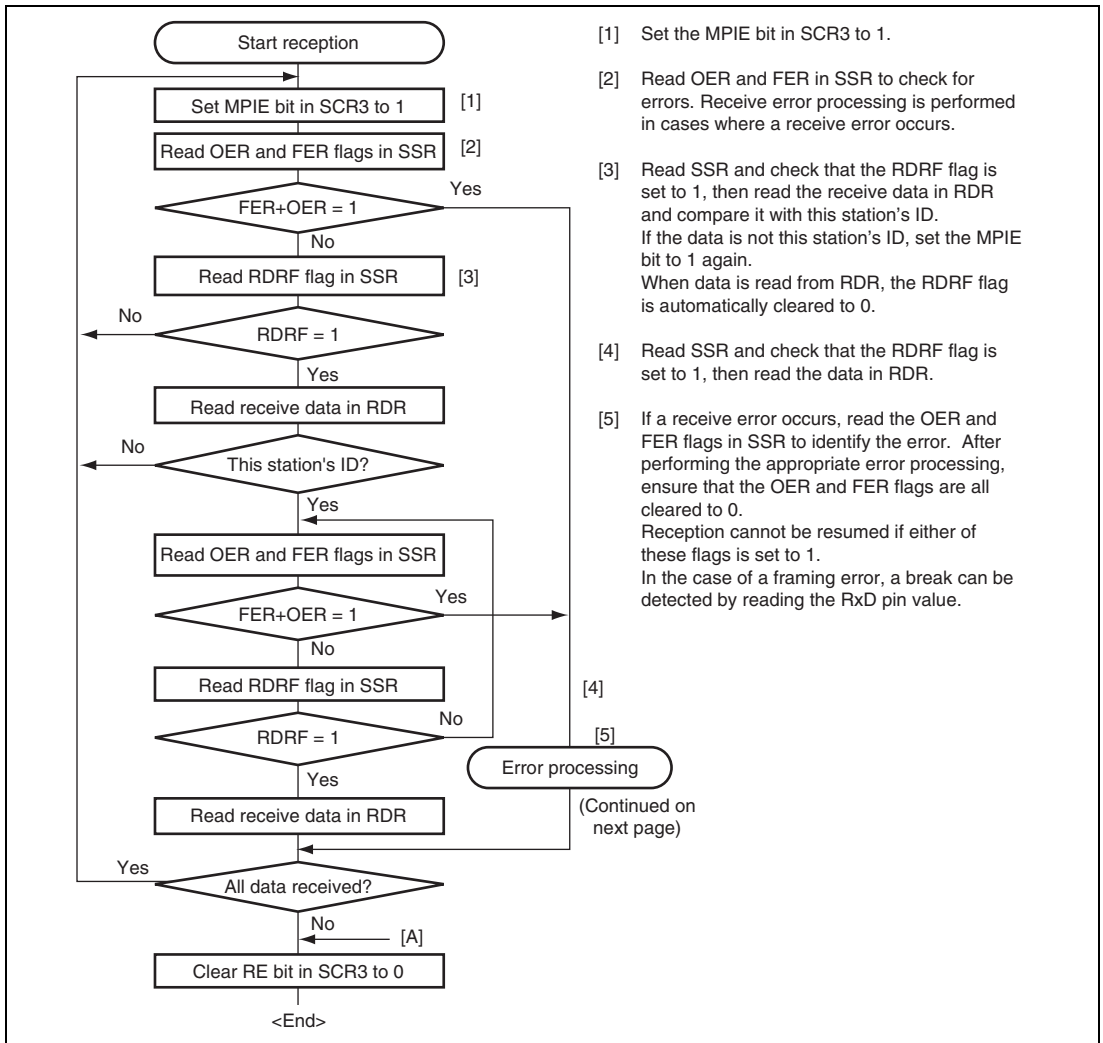 Start reception
Set MPIE bit in SCR3 to 1
[1]
Read OER and FER flags in SSR
[2]
FER+OER = 1
Yes
No
Read RDRF flag in SSR
[3]
No
RDRF = 1
Yes
Read receive data in RDR
No
This station's ID?
Yes
Read OER and FER flags in SSR
Yes
FER+OER = 1
No
Read RDRF flag in SSR
[4]
No
RDRF = 1
[5]
Error processing
Yes
(Continued on
next page)
Read receive data in RDR
Yes
All data received?
No
[A]
Clear RE bit in SCR3 to 0
<End>
[1] Set the MPIE bit in SCR3 to 1.
[2] Read OER and FER in SSR to check for
errors. Receive error processing is performed
in cases where a receive error occurs.
[3] Read SSR and check that the RDRF flag is
set to 1, then read the receive data in RDR
and compare it with this station's ID.
If the data is not this station's ID, set the MPIE
bit to 1 again.
When data is read from RDR, the RDRF flag
is automatically cleared to 0.
[4] Read SSR and check that the RDRF flag is
set to 1, then read the data in RDR.
[5] If a receive error occurs, read the OER and
FER flags in SSR to identify the error. After
performing the appropriate error processing,
ensure that the OER and FER flags are all
cleared to 0.
Reception cannot be resumed if either of
these flags is set to 1.
In the case of a framing error, a break can be
detected by reading the RxD pin value.